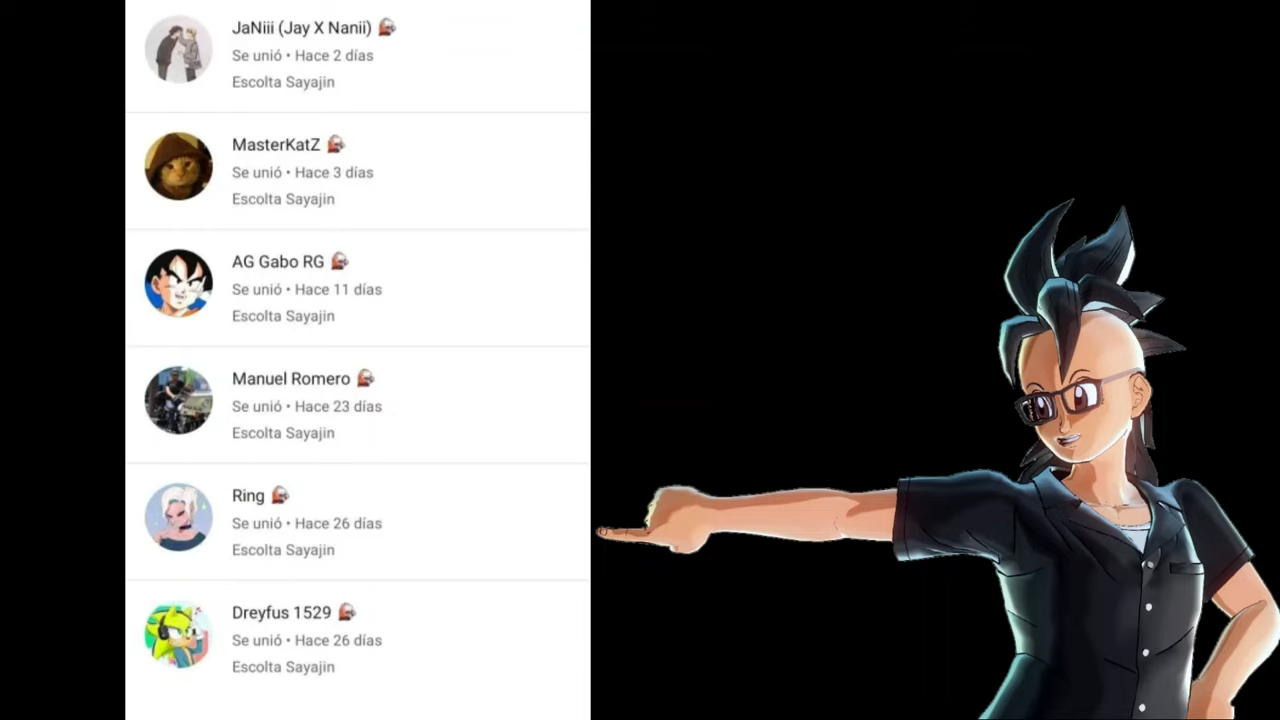 JaNiii (Jay X Nanii)
Se unió • Hace 2 días
Escolta Sayajin
MasterKatZ
Se unió • Hace 3 días
Escolta Sayajin
AG Gabo RG
Se unió • Hace 11 días
Escolta Sayajin
Manuel Romero
Se unió • Hace 23 días
Escolta Sayajin
Ring
Se unió • Hace 26 días
Escolta Sayajin
Dreyfus 1529
Se unió • Hace 26 días
Escolta Sayajin